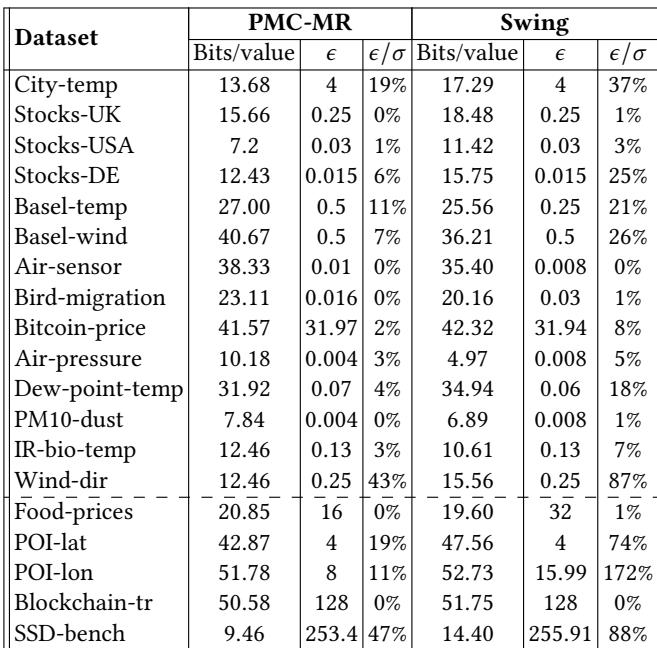 Dataset PMC-MR Swing
Bits/value ϵ ϵ/σ Bits/value ϵ ϵ/σ
City-temp 13.68 4 19% 17.29 4 37%
Stocks-UK 15.66 0.25 0% 18.48 0.25 1%
Stocks-USA 7.2 0.03 1% 11.42 0.03 3%
Stocks-DE 12.43 0.015 6% 15.75 0.015 25%
Basel-temp 27.00 0.5 11% 25.56 0.25 21%
Basel-wind 40.67 0.5 7% 36.21 0.5 26%
Air-sensor 38.33 0.01 0% 35.40 0.008 0%
Bird-migration 23.11 0.016 0% 20.16 0.03 1%
Bitcoin-price 41.57 31.97 2% 42.32 31.94 8%
Air-pressure 10.18 0.004 3% 4.97 0.008 5%
Dew-point-temp 31.92 0.07 4% 34.94 0.06 18%
PM10-dust 7.84 0.004 0% 6.89 0.008 1%
IR-bio-temp 12.46 0.13 3% 10.61 0.13 7%
Wind-dir 12.46 0.25 43% 15.56 0.25 87%
Food-prices 20.85 16 0% 19.60 32 1%
POI-lat 42.87 4 19% 47.56 4 74%
POI-lon 51.78 8 11% 52.73 15.99 172%
Blockchain-tr 50.58 128 0% 51.75 128 0%
SSD-bench 9.46 253.4 47% 14.40 255.91 88%